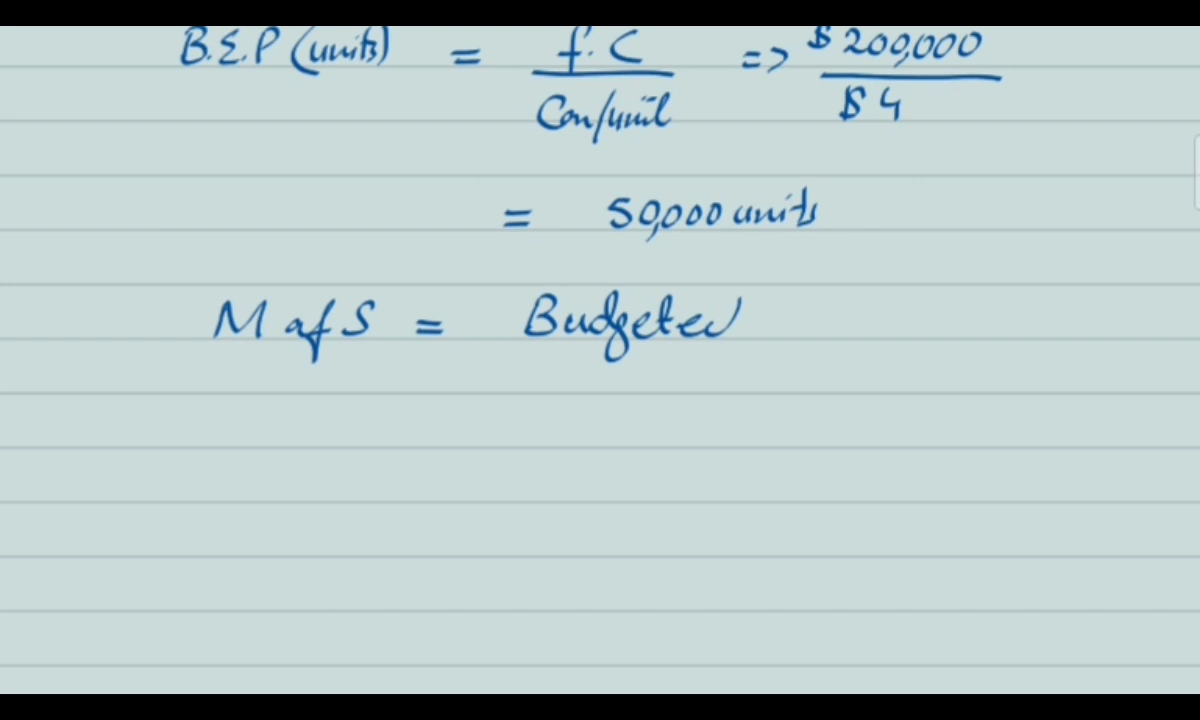 B.E.P (units) = f.C => $ 200,000
Con/unit $ 4
= 50,000 units
M of S = Budgeted